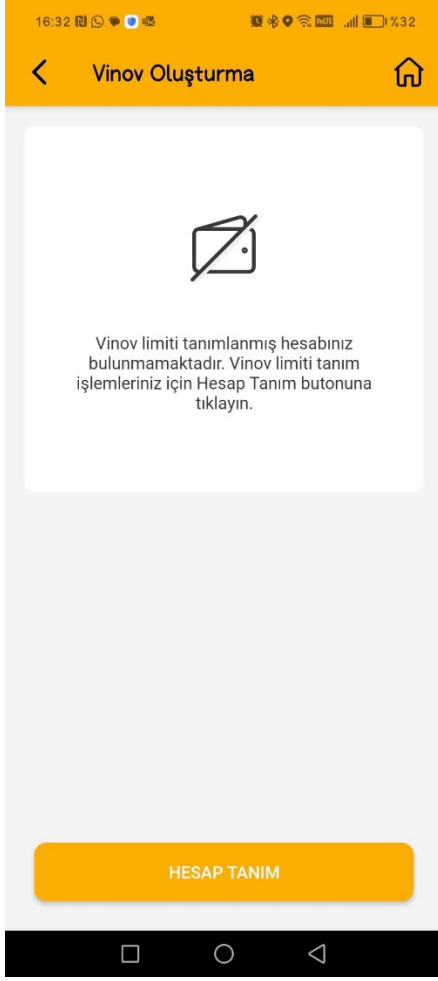 16:32 %32
Vinov Oluşturma
Vinov limiti tanımlanmış hesabınız
bulunmamaktadır. Vinov limiti tanım
işlemleriniz için Hesap Tanım butonuna
tıklayın.
HESAP TANIM